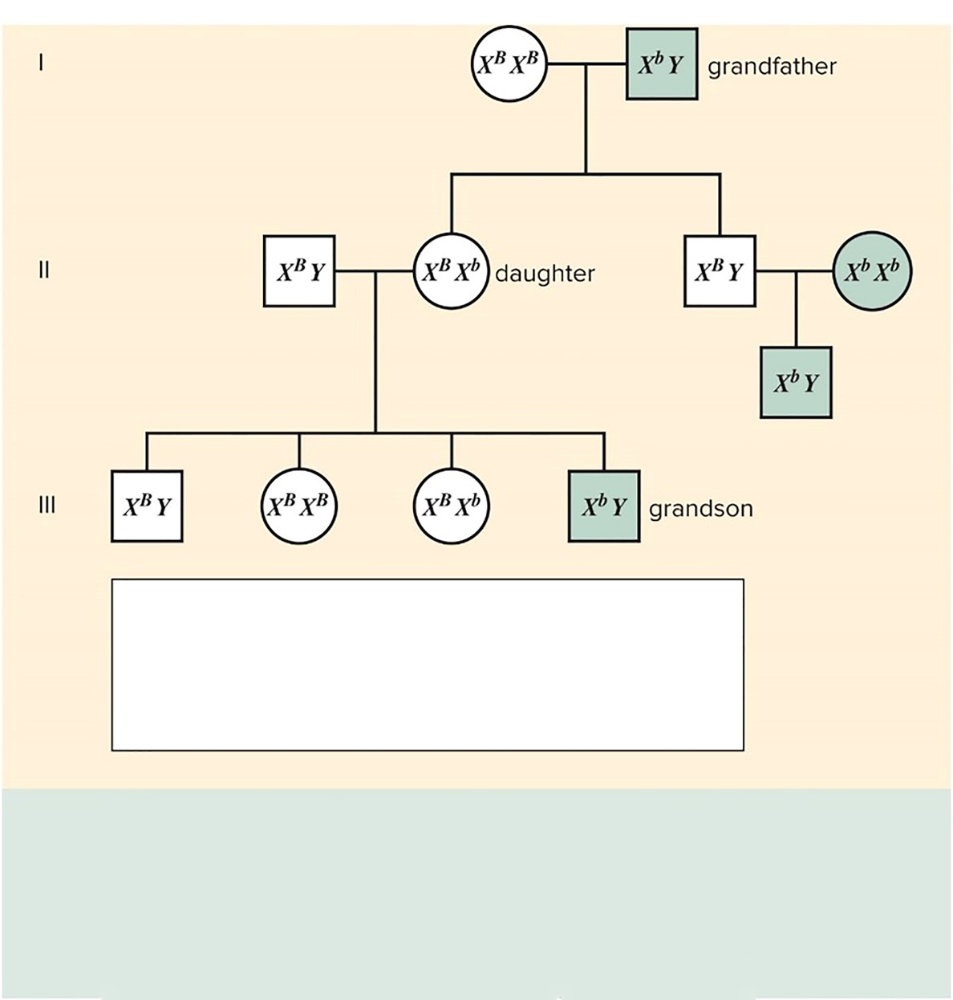 I
XᴮXᴮ XᵇY grandfather
II
XᴮY XᴮXᵇ daughter XᴮY XᵇXᵇ
XᵇY
III
XᴮY XᴮXᴮ XᴮXᵇ XᵇY grandson